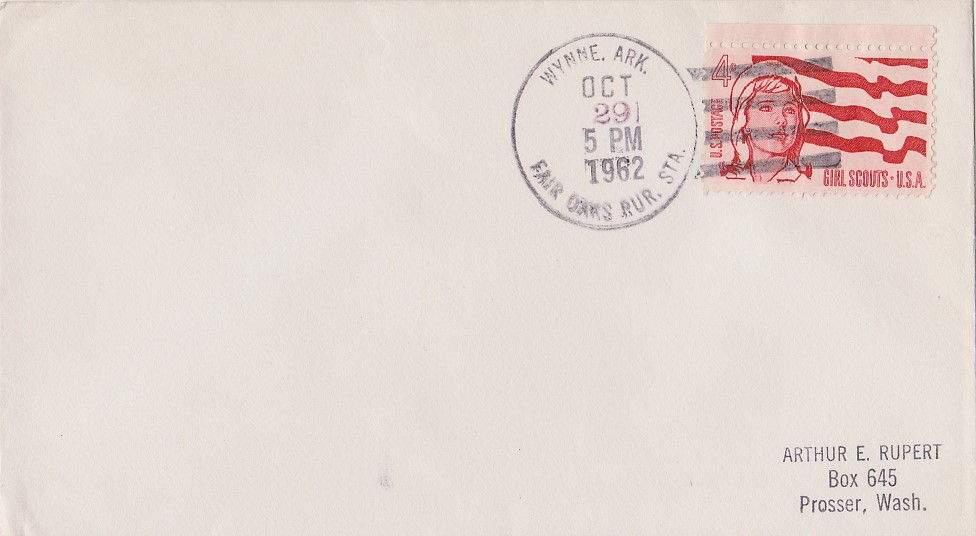 WYNNE, ARK.
OCT
29
5 PM
1962
FAIR OAKS RUR. STA.
4¢
U.S. POSTAGE
GIRL SCOUTS · U.S.A.
ARTHUR E. RUPERT
Box 645
Prosser, Wash.